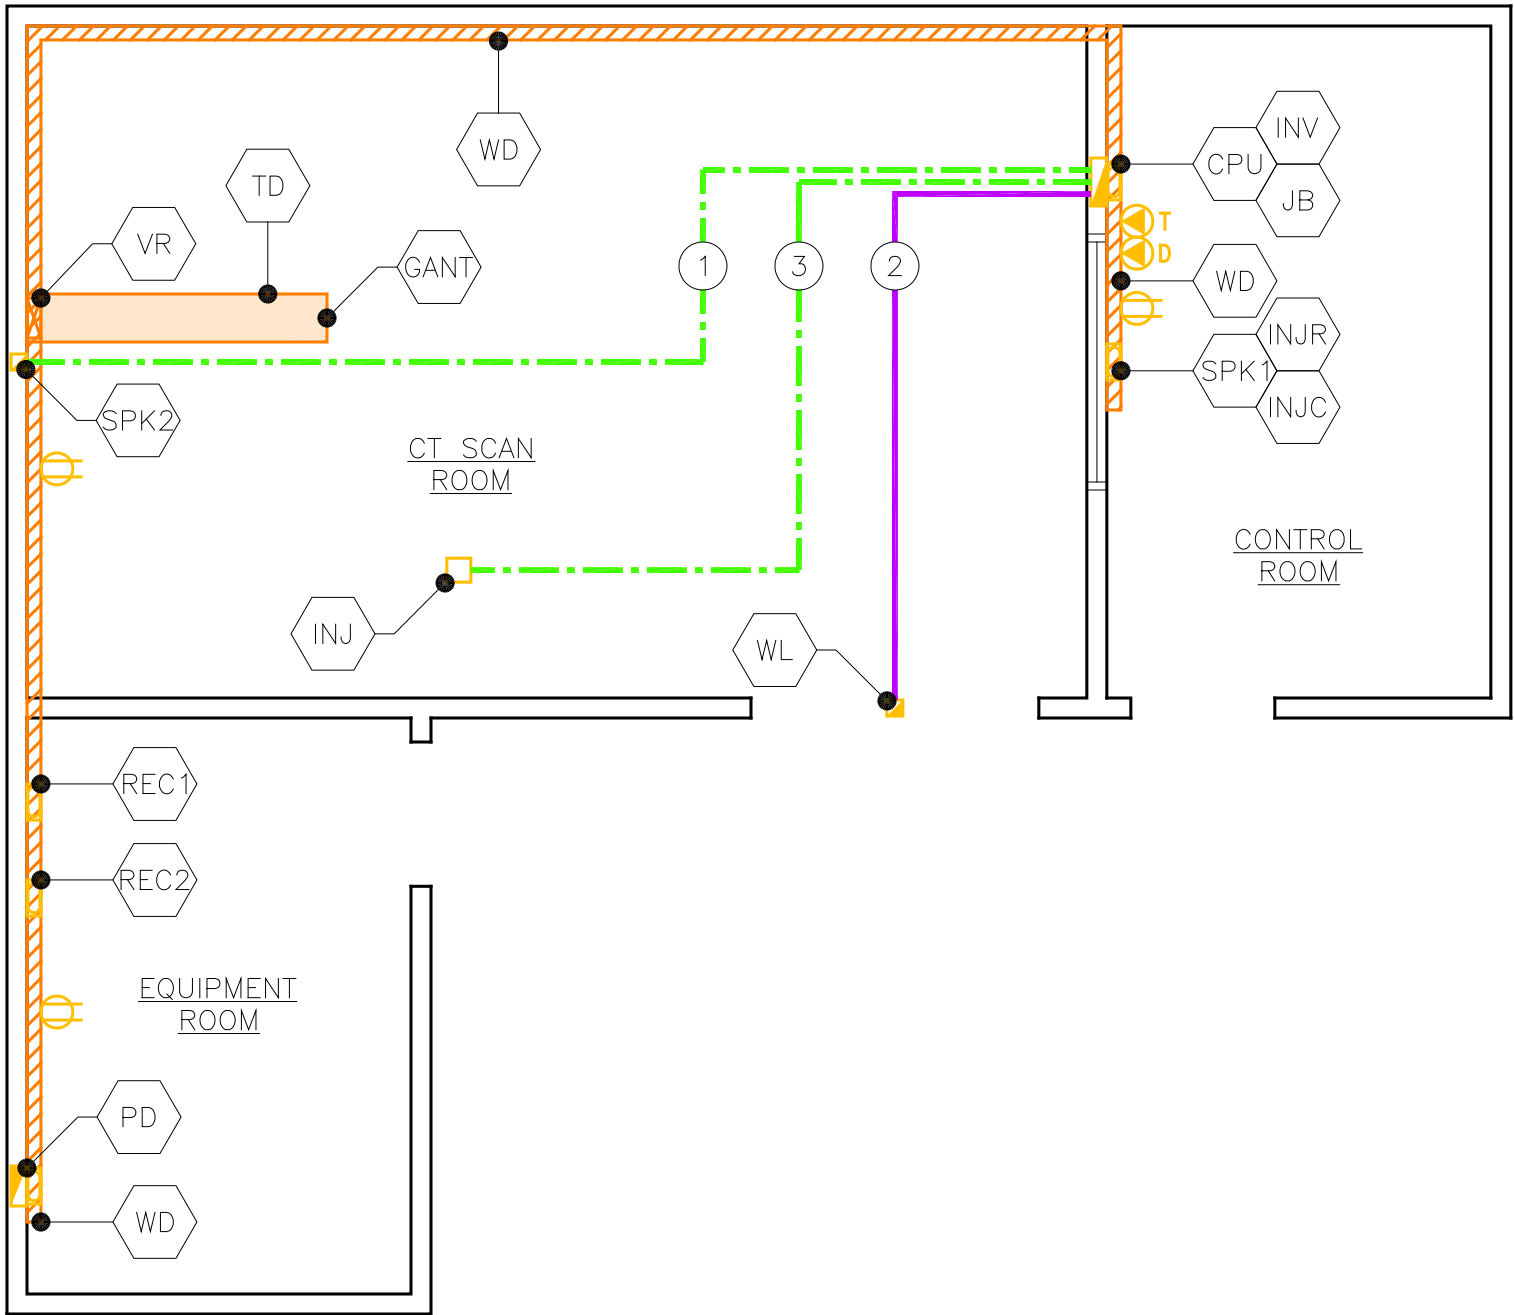 INV
WD
CPU
TD
JB
T
VR
D
GANT
1
3
2
WD
INJR
SPK1
SPK2
INJC
CT SCAN
ROOM
CONTROL
ROOM
INJ
WL
REC1
REC2
EQUIPMENT
ROOM
PD
WD